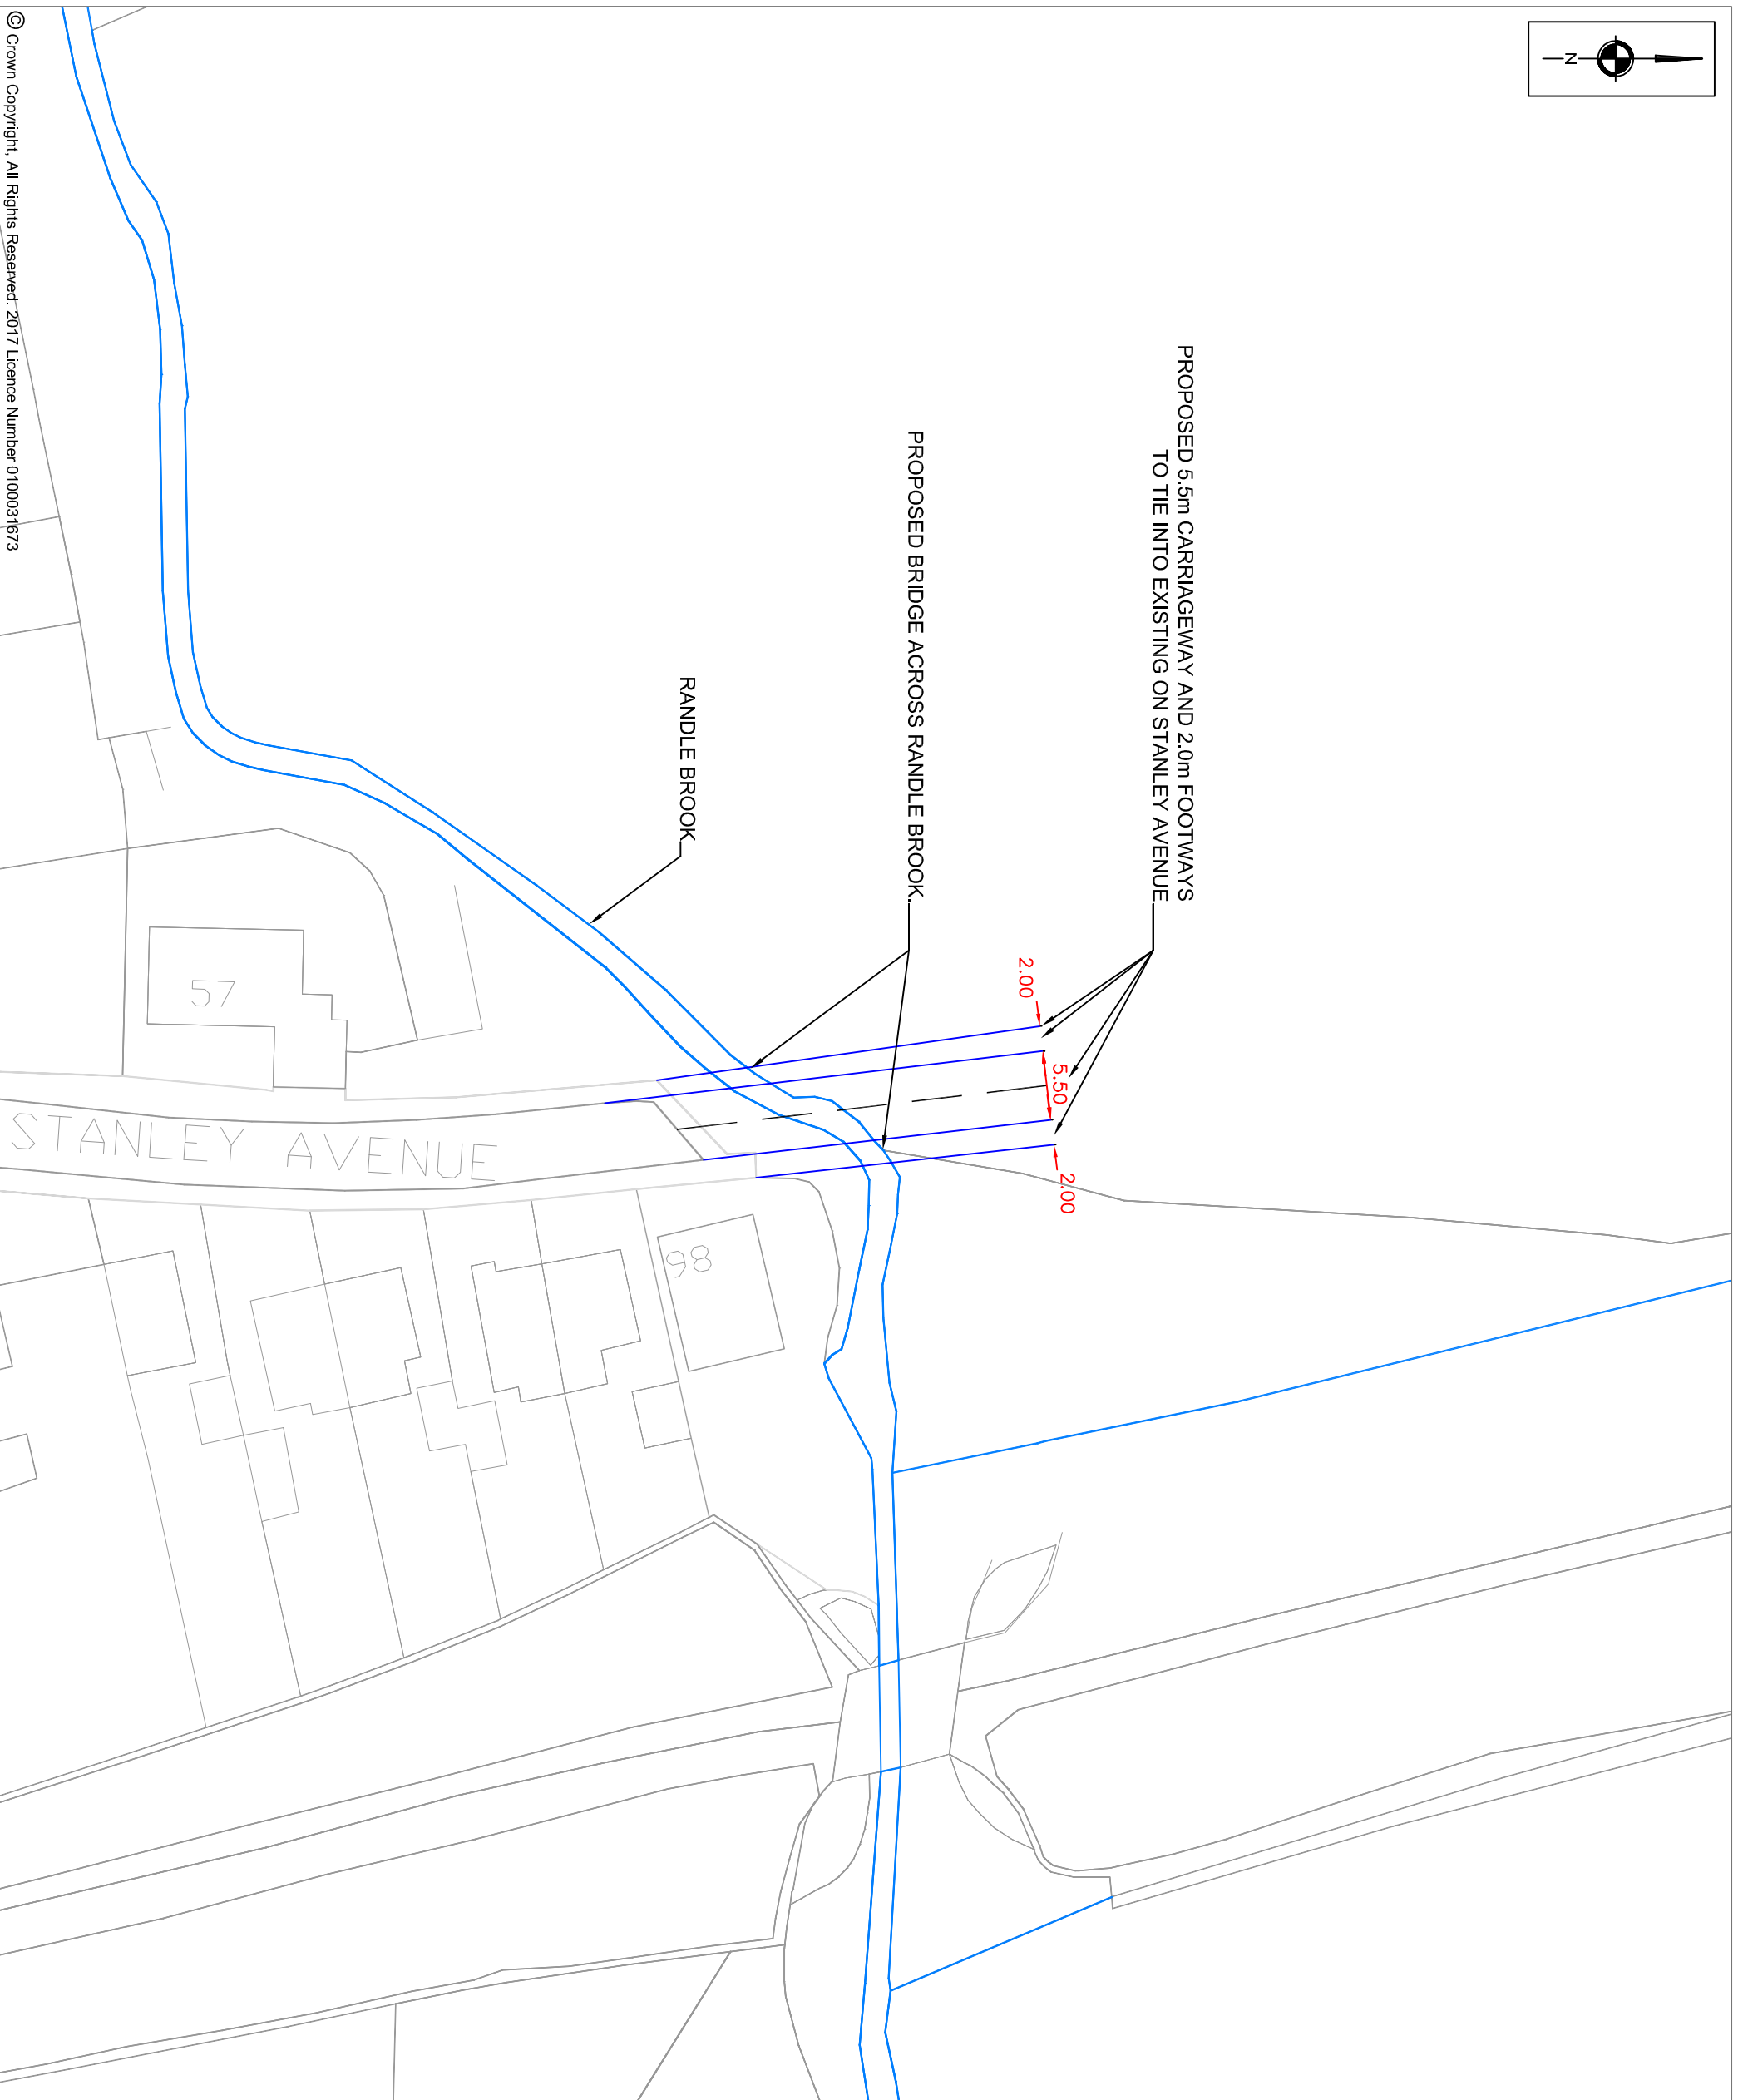 N
PROPOSED 5.5m CARRIAGEWAY AND 2.0m FOOTWAYS
TO TIE INTO EXISTING ON STANLEY AVENUE
2.00
5.50
2.00
PROPOSED BRIDGE ACROSS RANDLE BROOK.
RANDLE BROOK
57
98
STANLEY AVENUE
© Crown Copyright, All Rights Reserved. 2017 Licence Number 0100031673